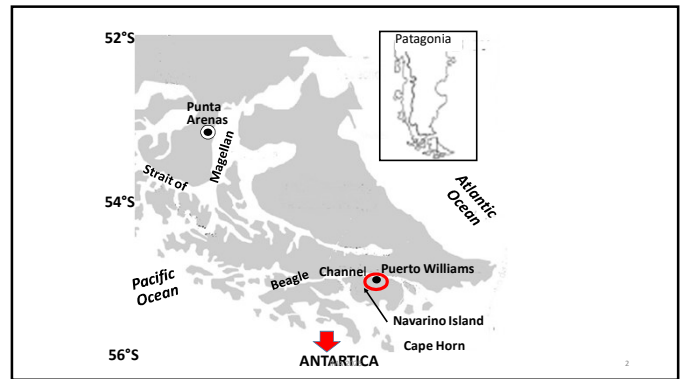 52°S
Patagonia
Punta
Arenas
Magellan
Strait of
54°S
Atlantic
Ocean
Pacific
Ocean
Beagle
Channel
Puerto Williams
Navarino Island
Cape Horn
56°S
ANTARTICA
2